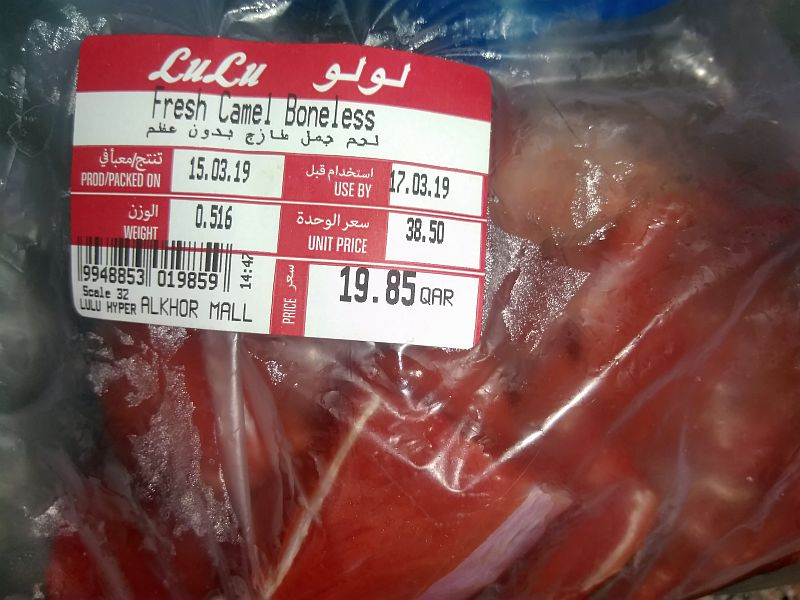 LuLu لولو
Fresh Camel Boneless
لحم جمل طازج بدون عظم
تنتج/معبأ في
PROD/PACKED ON
15.03.19
استخدام قبل
USE BY
17.03.19
الوزن
WEIGHT
0.516
سعر الوحدة
UNIT PRICE
38.50
9948853 019859
14:47
Scale 32
LULU HYPER ALKHOR MALL
سعر
PRICE
19.85 QAR